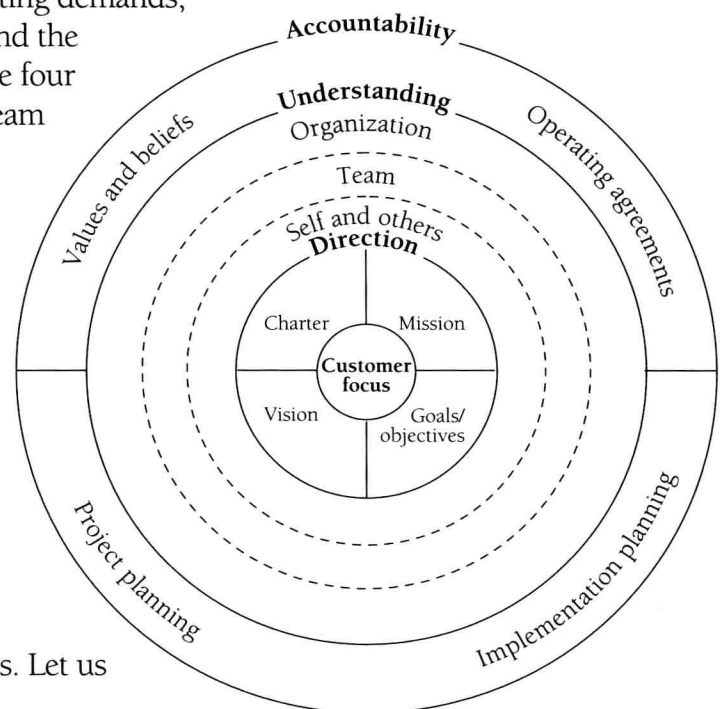 ting demands,
nd the
e four
eam
Accountability
Values and beliefs
Operating agreements
Understanding
Organization
Team
Self and others
Direction
Charter
Mission
Customer
focus
Vision
Goals/
objectives
Project planning
Implementation planning
s. Let us